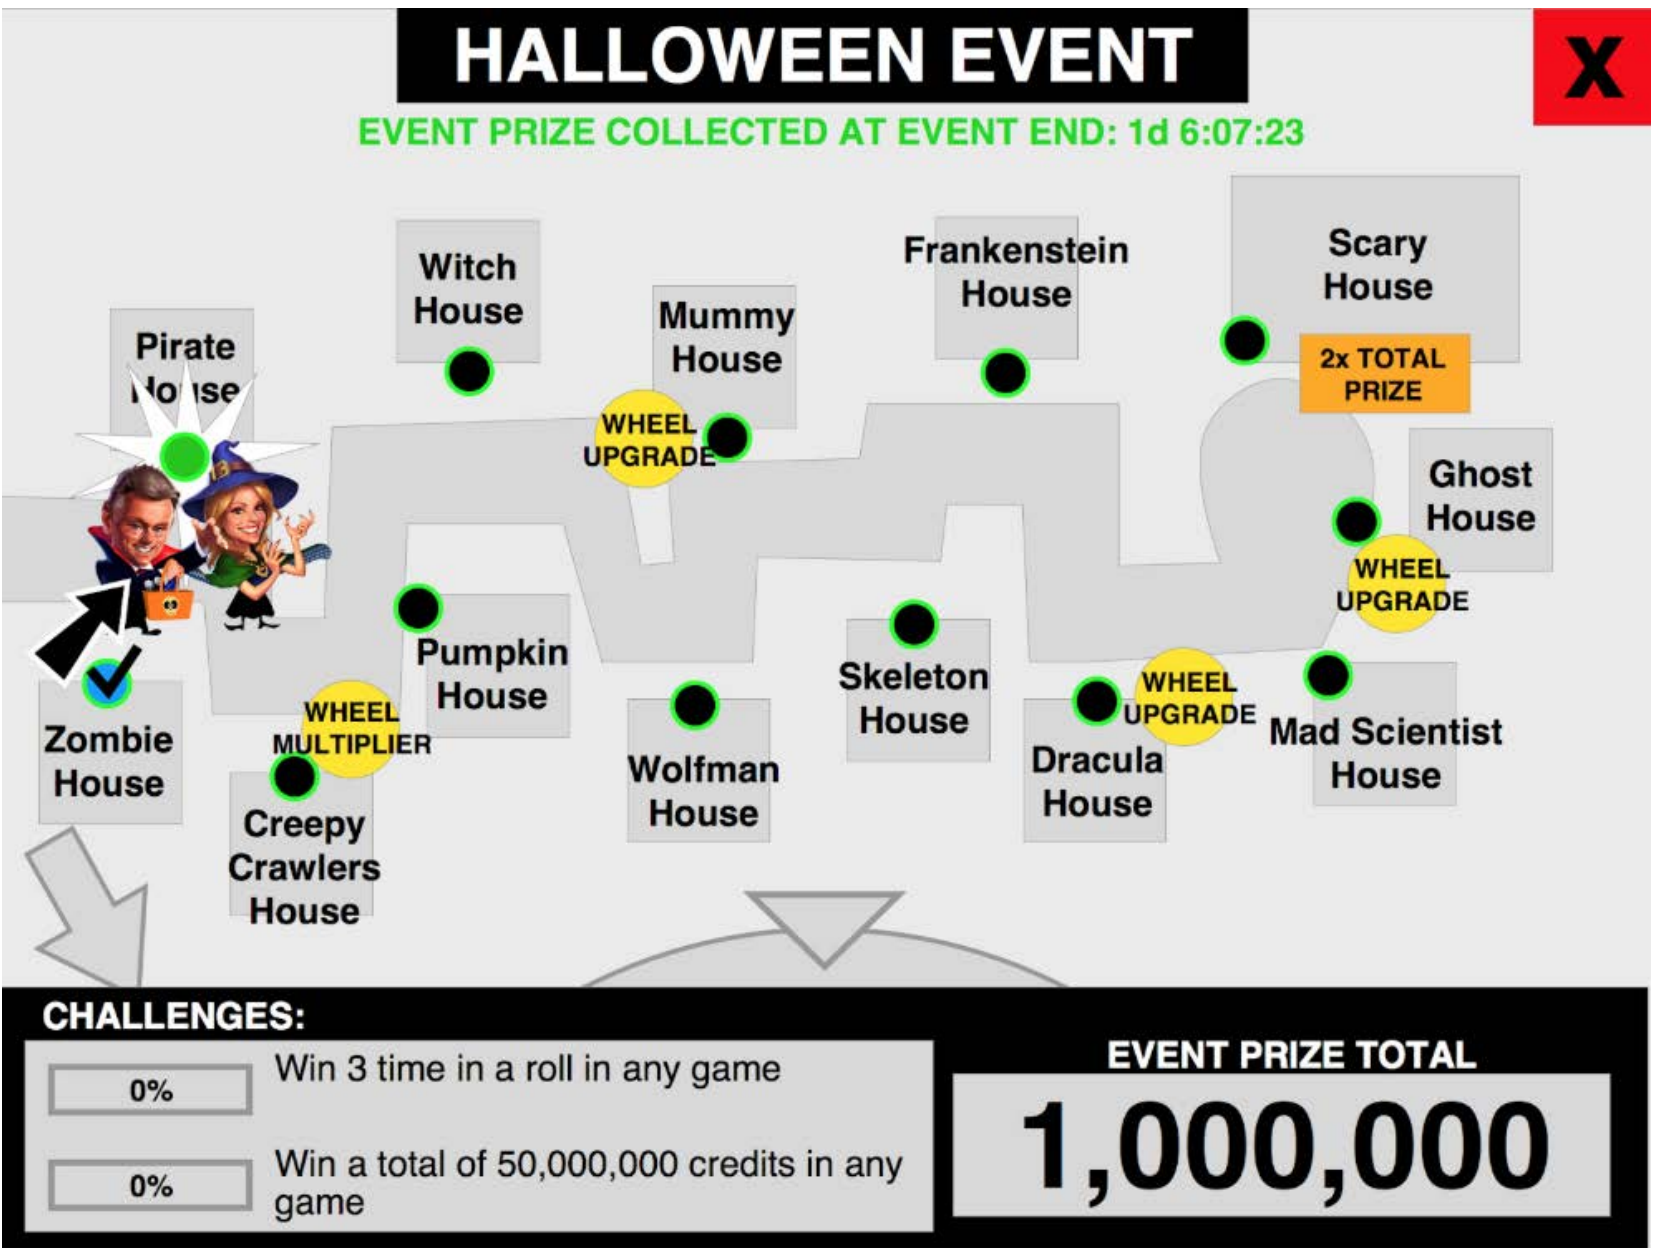 HALLOWEEN EVENT
X
EVENT PRIZE COLLECTED AT EVENT END: 1d 6:07:23
Pirate
House
Witch
House
Mummy
House
WHEEL
UPGRADE
Frankenstein
House
Scary
House
2x TOTAL
PRIZE
Ghost
House
WHEEL
UPGRADE
Zombie
House
WHEEL
MULTIPLIER
Creepy
Crawlers
House
Pumpkin
House
Wolfman
House
Skeleton
House
Dracula
House
WHEEL
UPGRADE
Mad Scientist
House
CHALLENGES:
0%
Win 3 time in a roll in any game
0%
Win a total of 50,000,000 credits in any
game
EVENT PRIZE TOTAL
1,000,000